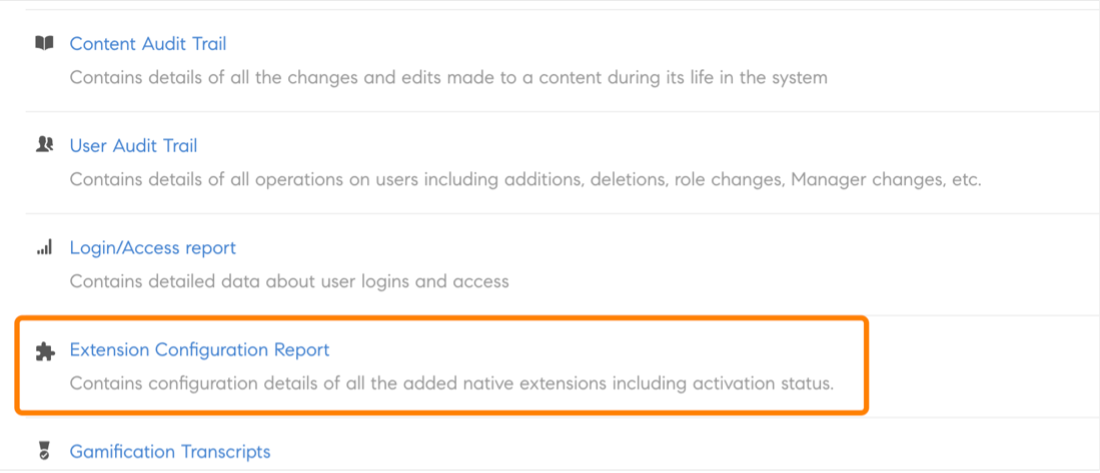 Content Audit Trail
Contains details of all the changes and edits made to a content during its life in the system
User Audit Trail
Contains details of all operations on users including additions, deletions, role changes, Manager changes, etc.
Login/Access report
Contains detailed data about user logins and access
Extension Configuration Report
Contains configuration details of all the added native extensions including activation status.
Gamification Transcripts